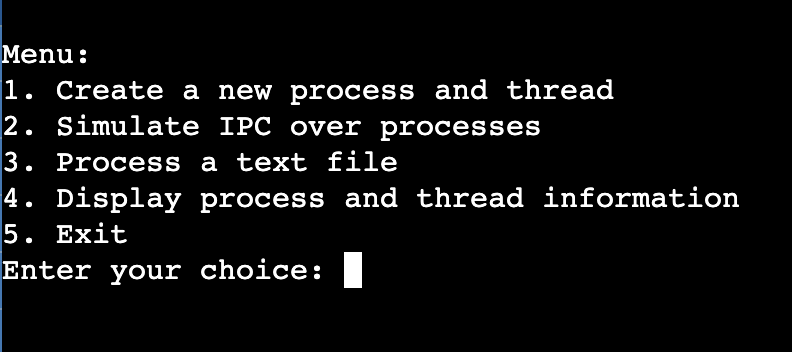 Menu:
1. Create a new process and thread
2. Simulate IPC over processes
3. Process a text file
4. Display process and thread information
5. Exit
Enter your choice: